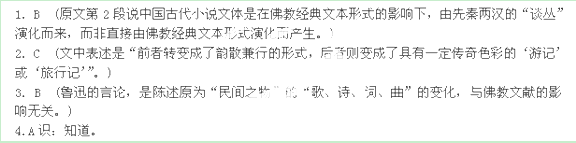 1. B （原文第 2 段说中国古代小说文体是在佛教经典文本形式的影响下，由先秦两汉的“谈丛”
演化而来，而非直接由佛教经典文本形式演化而产生。）
2. C （文中表述是“前者转变成了韵散兼行的形式，后者则变成了具有一定传奇色彩的‘游记’
或‘旅行记’”。）
3. B （鲁迅的言论，是陈述原为“民间之物”的“歌、诗、词、曲”的变化，与佛教文献的影
响无关。）
4.A 识：知道。